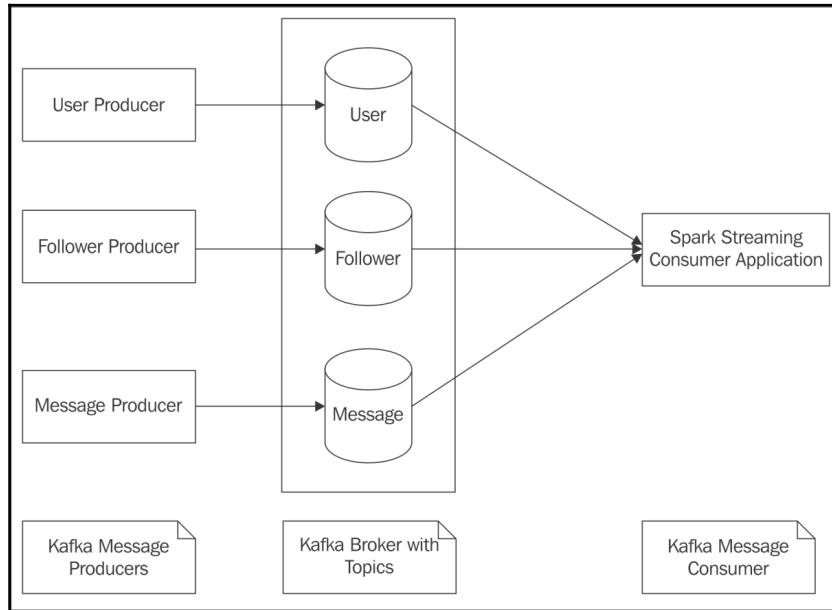 User Producer
User
Follower Producer
Follower
Spark Streaming
Consumer Application
Message Producer
Message
Kafka Message
Producers
Kafka Broker with
Topics
Kafka Message
Consumer